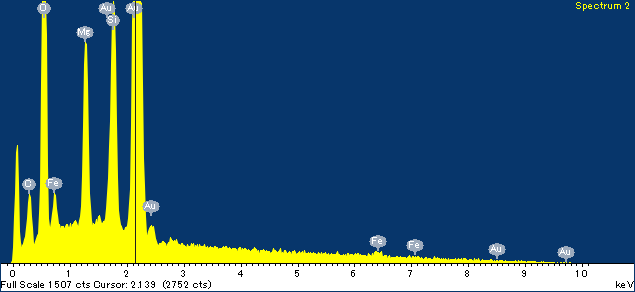 Spectrum 2
O Au Au
Si
Mg
C Fe
Au
Fe Fe Au Au
0 1 2 3 4 5 6 7 8 9 10
Full Scale 1507 cts Cursor: 2.139 (2752 cts) keV